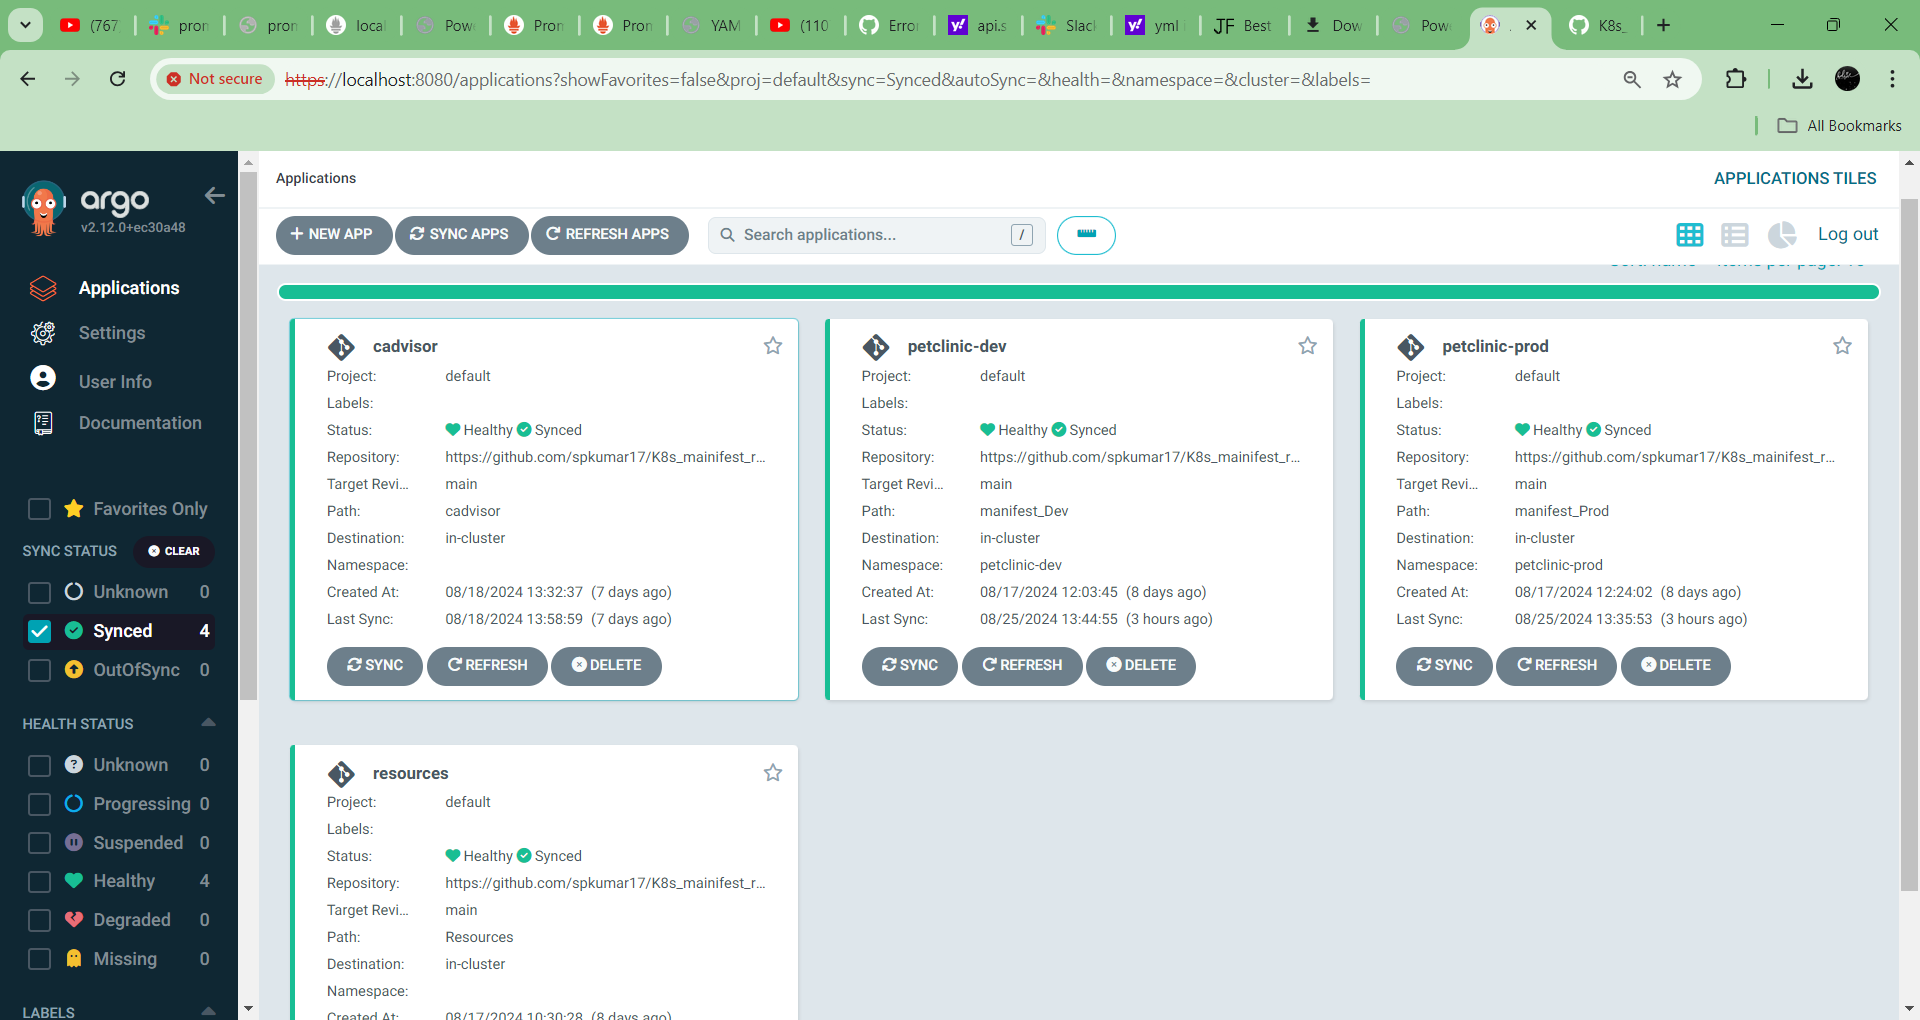 (767
pron
pron
local
Pow
Pron
Pron
YAM
(110
Error
api.s
Slack
yml
Best
Dow
Pow
K8s_
Not secure
https://localhost:8080/applications?showFavorites=false&proj=default&sync=Synced&autoSync=&health=&namespace=&cluster=&labels=
All Bookmarks
argo
v2.12.0+ec30a48
Applications
Settings
User Info
Documentation
Favorites Only
SYNC STATUS CLEAR
Unknown 0
Synced 4
OutOfSync 0
HEALTH STATUS
Unknown 0
Progressing 0
Suspended 0
Healthy 4
Degraded 0
Missing 0
LABELS
Applications
APPLICATIONS TILES
NEW APP
SYNC APPS
REFRESH APPS
Search applications...
/
Log out
cadvisor
Project: default
Labels:
Status: Healthy Synced
Repository: https://github.com/spkumar17/K8s_mainifest_r...
Target Revi... main
Path: cadvisor
Destination: in-cluster
Namespace:
Created At: 08/18/2024 13:32:37 (7 days ago)
Last Sync: 08/18/2024 13:58:59 (7 days ago)
SYNC REFRESH DELETE
petclinic-dev
Project: default
Labels:
Status: Healthy Synced
Repository: https://github.com/spkumar17/K8s_mainifest_r...
Target Revi... main
Path: manifest_Dev
Destination: in-cluster
Namespace: petclinic-dev
Created At: 08/17/2024 12:03:45 (8 days ago)
Last Sync: 08/25/2024 13:44:55 (3 hours ago)
SYNC REFRESH DELETE
petclinic-prod
Project: default
Labels:
Status: Healthy Synced
Repository: https://github.com/spkumar17/K8s_mainifest_r...
Target Revi... main
Path: manifest_Prod
Destination: in-cluster
Namespace: petclinic-prod
Created At: 08/17/2024 12:24:02 (8 days ago)
Last Sync: 08/25/2024 13:35:53 (3 hours ago)
SYNC REFRESH DELETE
resources
Project: default
Labels:
Status: Healthy Synced
Repository: https://github.com/spkumar17/K8s_mainifest_r...
Target Revi... main
Path: Resources
Destination: in-cluster
Namespace:
Created At: 08/17/2024 10:30:28 (8 days ago)